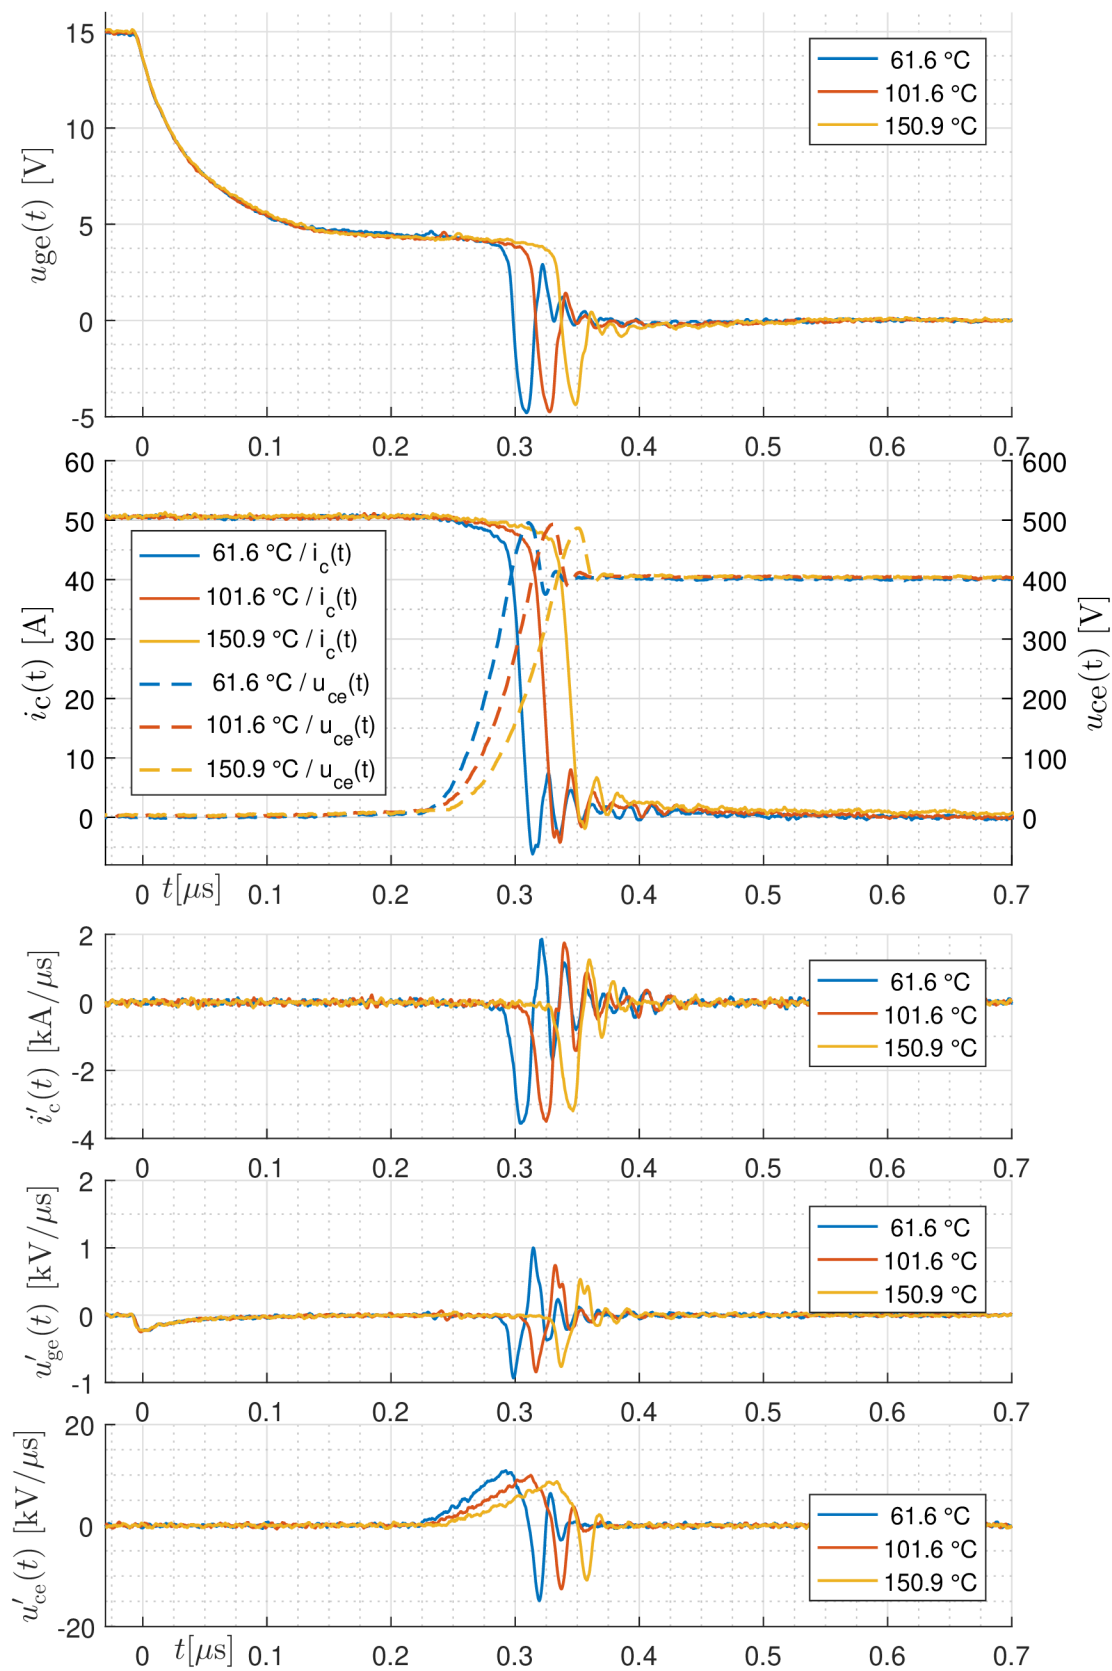 15
10
5
0
-5
u_ge(t) [V]
61.6 °C
101.6 °C
150.9 °C
0 0.1 0.2 0.3 0.4 0.5 0.6 0.7
60
50
40
30
20
10
0
i_c(t) [A]
600
500
400
300
200
100
0
u_ce(t) [V]
61.6 °C / i_c(t)
101.6 °C / i_c(t)
150.9 °C / i_c(t)
61.6 °C / u_ce(t)
101.6 °C / u_ce(t)
150.9 °C / u_ce(t)
0 t[μs] 0.1 0.2 0.3 0.4 0.5 0.6 0.7
2
0
-2
-4
i′_c(t) [kA/μs]
61.6 °C
101.6 °C
150.9 °C
0 0.1 0.2 0.3 0.4 0.5 0.6 0.7
2
1
0
-1
u′_ge(t) [kV/μs]
61.6 °C
101.6 °C
150.9 °C
0 0.1 0.2 0.3 0.4 0.5 0.6 0.7
20
0
-20
u′_ce(t) [kV/μs]
61.6 °C
101.6 °C
150.9 °C
0 t[μs] 0.1 0.2 0.3 0.4 0.5 0.6 0.7